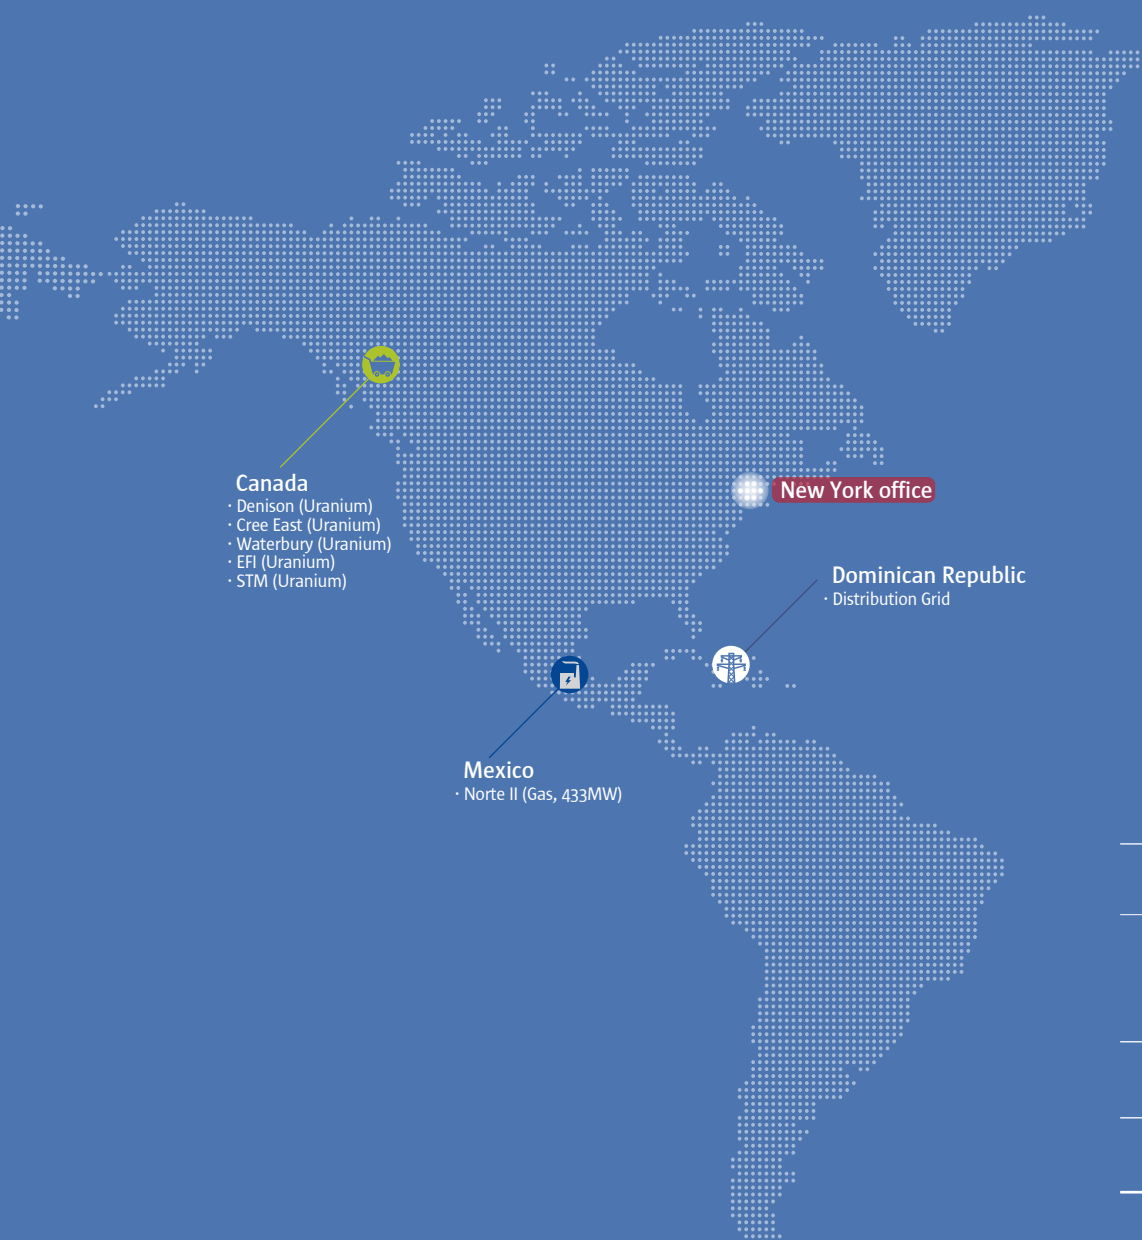 Canada
· Denison (Uranium)
· Cree East (Uranium)
· Waterbury (Uranium)
· EFI (Uranium)
· STM (Uranium)
New York office
Dominican Republic
· Distribution Grid
Mexico
· Norte II (Gas, 433MW)